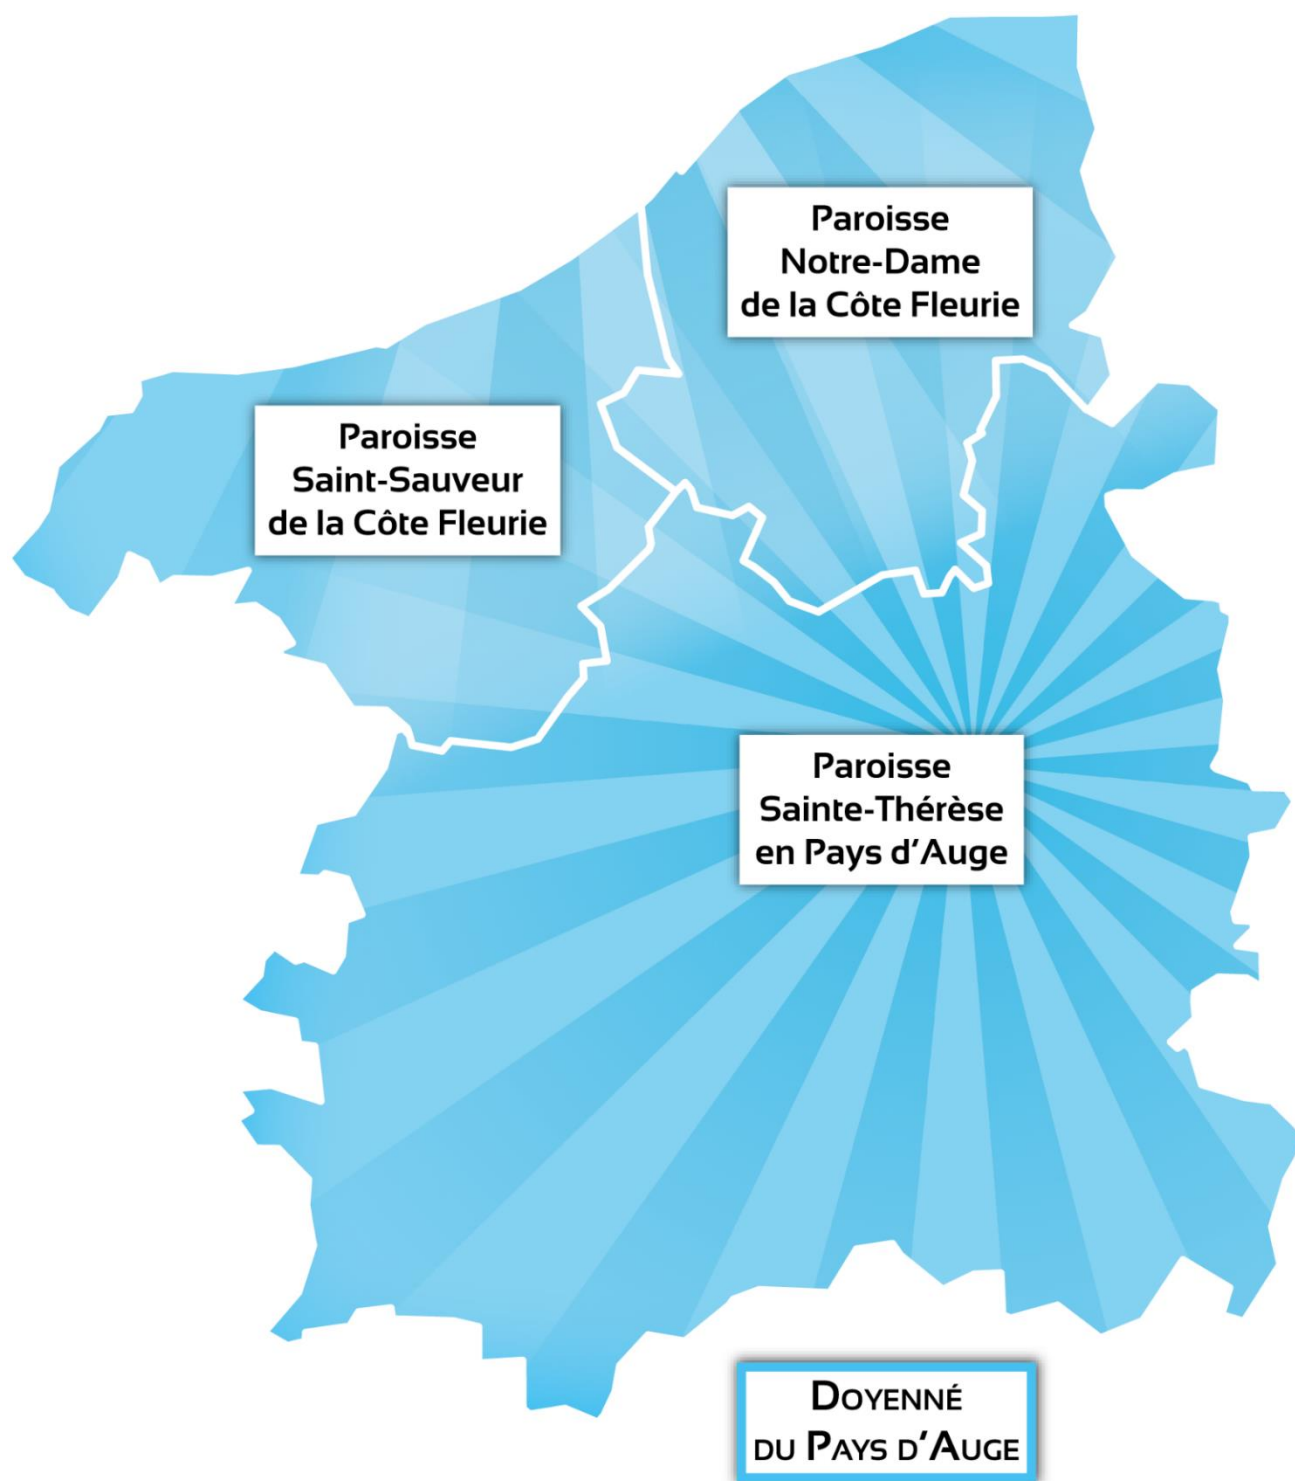 Paroisse
Notre-Dame
de la Côte Fleurie
Paroisse
Saint-Sauveur
de la Côte Fleurie
Paroisse
Sainte-Thérèse
en Pays d'Auge
DOYENNÉ
DU PAYS D'AUGE